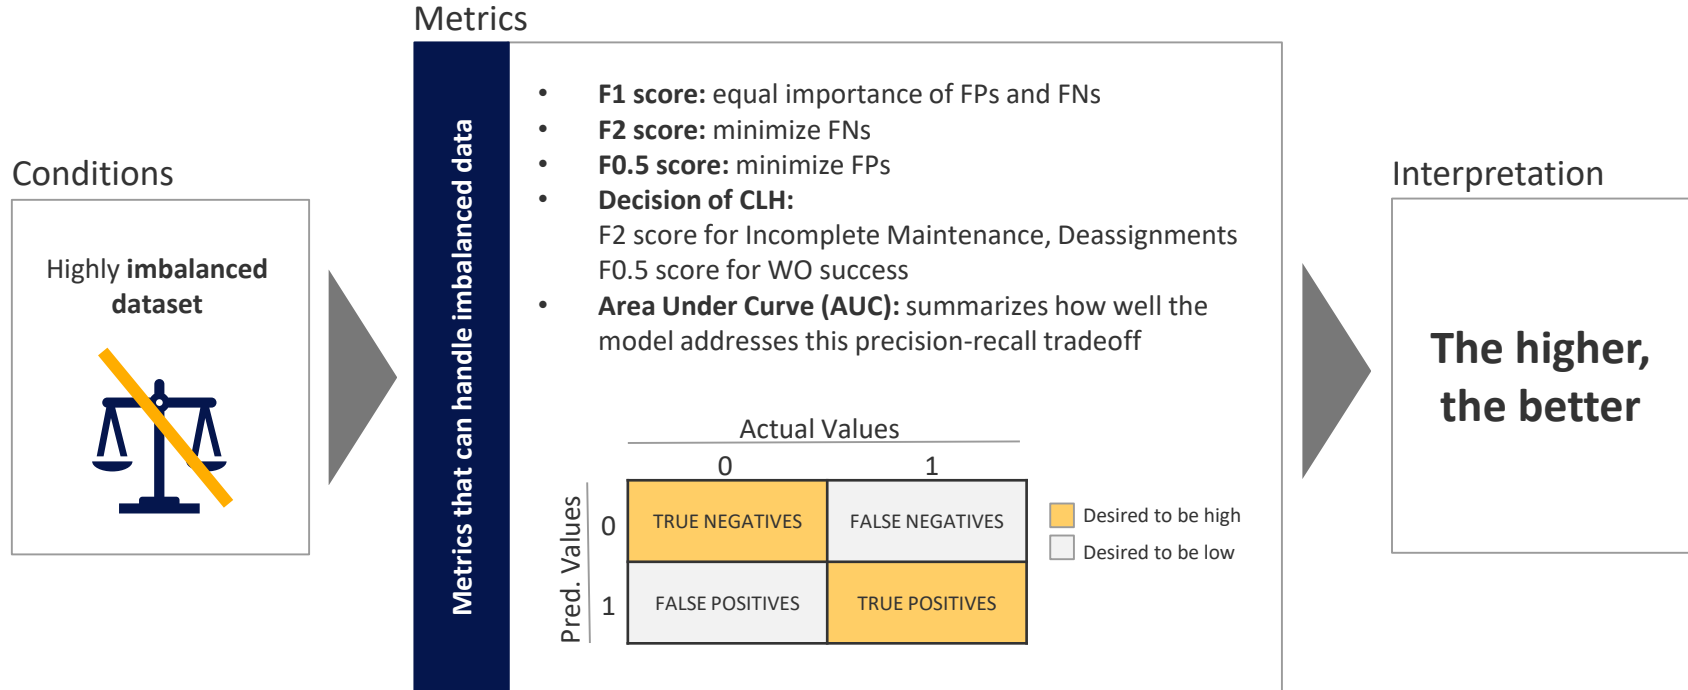 Metrics
Conditions
Highly imbalanced
dataset
Metrics that can handle imbalanced data
• F1 score: equal importance of FPs and FNs
• F2 score: minimize FNs
• F0.5 score: minimize FPs
• Decision of CLH:
F2 score for Incomplete Maintenance, Deassignments
F0.5 score for WO success
• Area Under Curve (AUC): summarizes how well the
model addresses this precision-recall tradeoff
Actual Values
0 1
Pred. Values
0 TRUE NEGATIVES FALSE NEGATIVES
1 FALSE POSITIVES TRUE POSITIVES
Desired to be high
Desired to be low
Interpretation
The higher,
the better